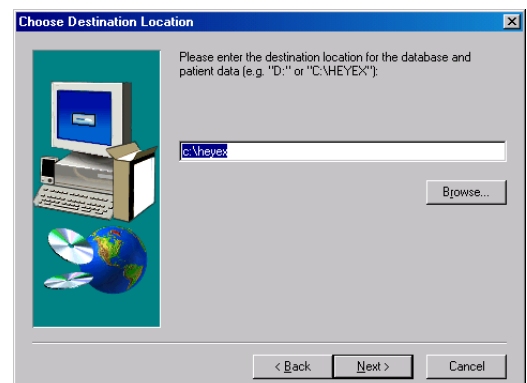 Choose Destination Location
Please enter the destination location for the database and
patient data (e.g. "D:" or "C:\HEYEX"):
c:\heyex
Browse...
< Back
Next >
Cancel